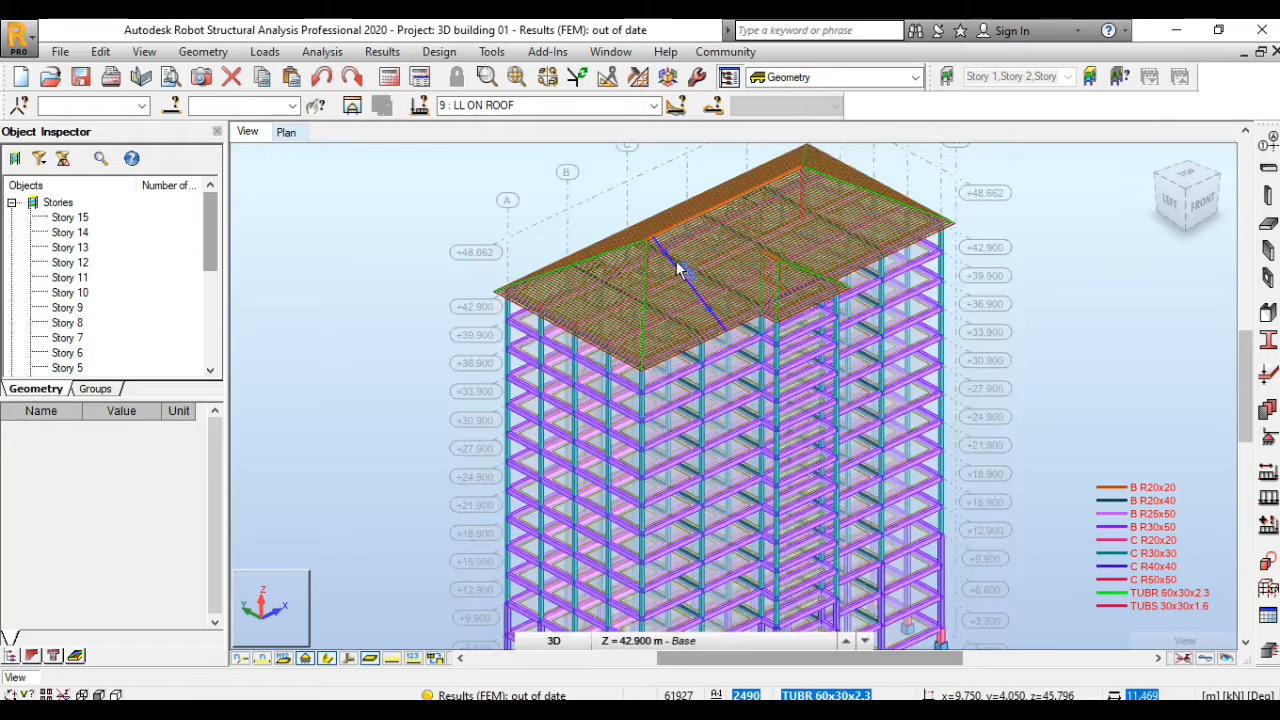 PRO
Autodesk Robot Structural Analysis Professional 2020 - Project: 3D building 01 - Results (FEM): out of date
Type a keyword or phrase
Sign In
File Edit View Geometry Loads Analysis Results Design Tools Add-Ins Window Help Community
Geometry
Story 1,Story 2,Story
9 : LL ON ROOF
Object Inspector
View Plan
Objects Number of...
Stories
Story 15
Story 14
Story 13
Story 12
Story 11
Story 10
Story 9
Story 8
Story 7
Story 6
Story 5
Geometry Groups
Name Value Unit
A
B
C
+48.662
+42.900
+39.900
+36.900
+33.900
+30.900
+27.900
+24.900
+21.900
+18.900
+15.900
+12.900
+9.900
+48.662
+42.900
+39.900
+36.900
+33.900
+30.900
+27.900
+24.900
+21.900
+18.900
+15.900
+12.900
+9.900
+6.600
+3.300
TOP
LEFT
FRONT
B R20x20
B R20x40
B R25x50
B R30x50
C R20x20
C R30x30
C R40x40
C R50x50
TUBR 60x30x2.3
TUBS 30x30x1.6
Z
Y
X
3D Z = 42.900 m - Base
View
View
Results (FEM): out of date 61927 2490 TUBR 60x30x2.3 x=9.750, y=4.050, z=45.796 11.469 [m] [kN] [Deg]